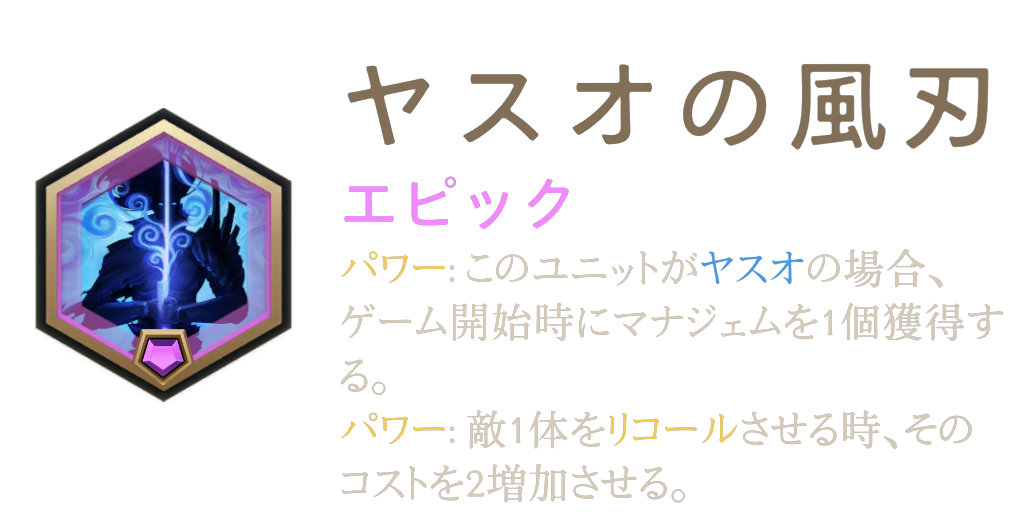 ヤスオの風刃
エピック
パワー: このユニットがヤスオの場合、
ゲーム開始時にマナジェムを1個獲得す
る。
パワー: 敵1体をリコールさせる時、その
コストを2増加させる。